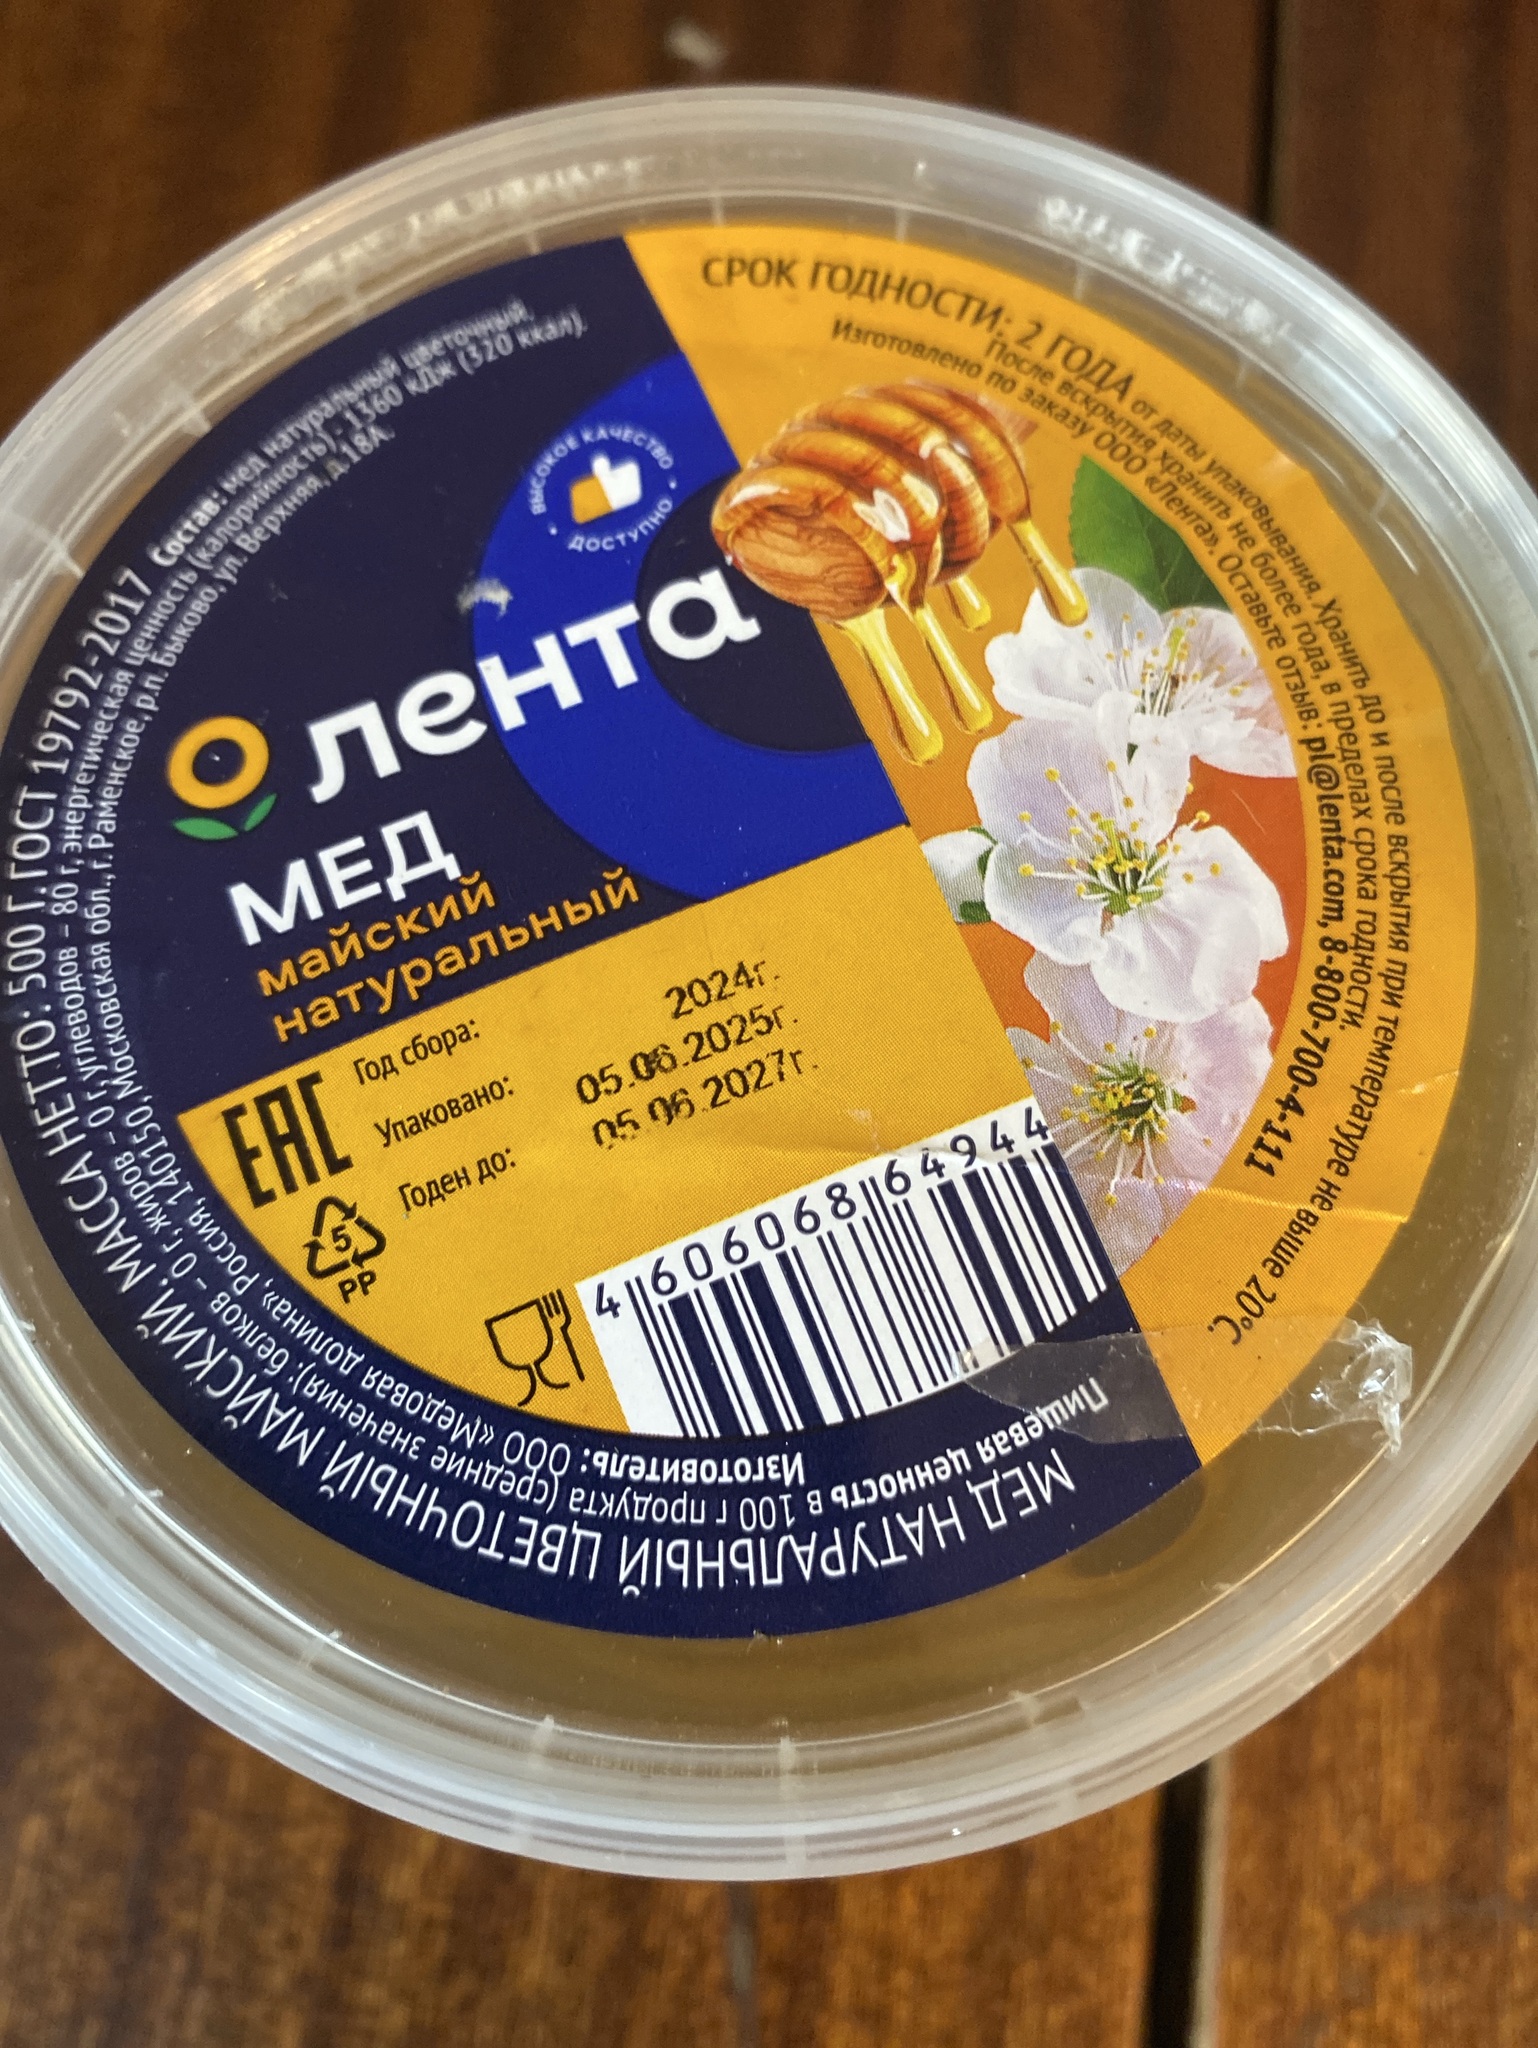 СРОК ГОДНОСТИ: 2 ГОДА от даты упаковывания. Хранить до и после вскрытия при температуре не выше 20°C.
После вскрытия хранить не более года, в пределах срока годности.
Изготовлено по заказу ООО «Лента». Оставьте отзыв: pl@lenta.com, 8-800-700-4-111
ВЫСОКОЕ КАЧЕСТВО
• ДОСТУПНО •
лента
МЕД
майский
натуральный
Год сбора: 2024г.
Упаковано: 05.06.2025г.
Годен до: 05.06.2027г.
EAC
5
PP
4 606068 864944
МЕД НАТУРАЛЬНЫЙ ЦВЕТОЧНЫЙ МАЙСКИЙ. МАССА НЕТТО: 500 Г. ГОСТ 19792-2017 Состав: мед натуральный цветочный.
Пищевая ценность в 100 г продукта (средние значения): белков – 0 г, жиров – 0 г, углеводов – 80 г, энергетическая ценность (калорийность) - 1360 кДж (320 ккал).
Изготовитель: ООО «Медовая долина», Россия, 140150, Московская обл., г. Раменское, р.п. Быково, ул. Верхняя, д.18А.